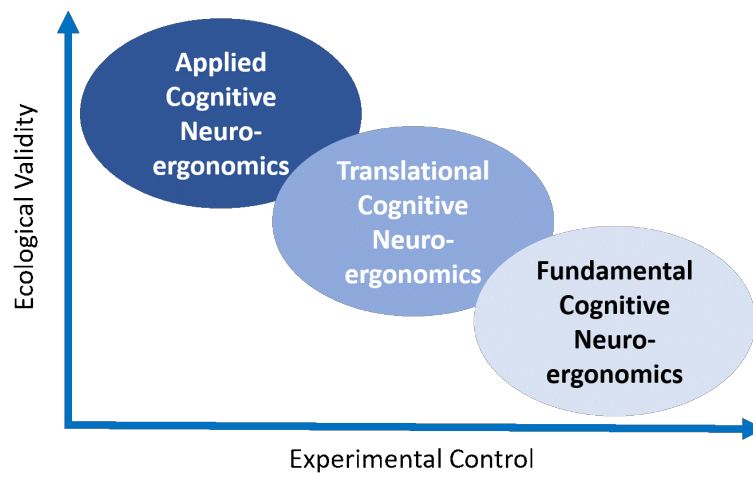 Applied
Cognitive
Neuro-
ergonomics
Translational
Cognitive
Neuro-
ergonomics
Fundamental
Cognitive
Neuro-
ergonomics
Ecological Validity
Experimental Control